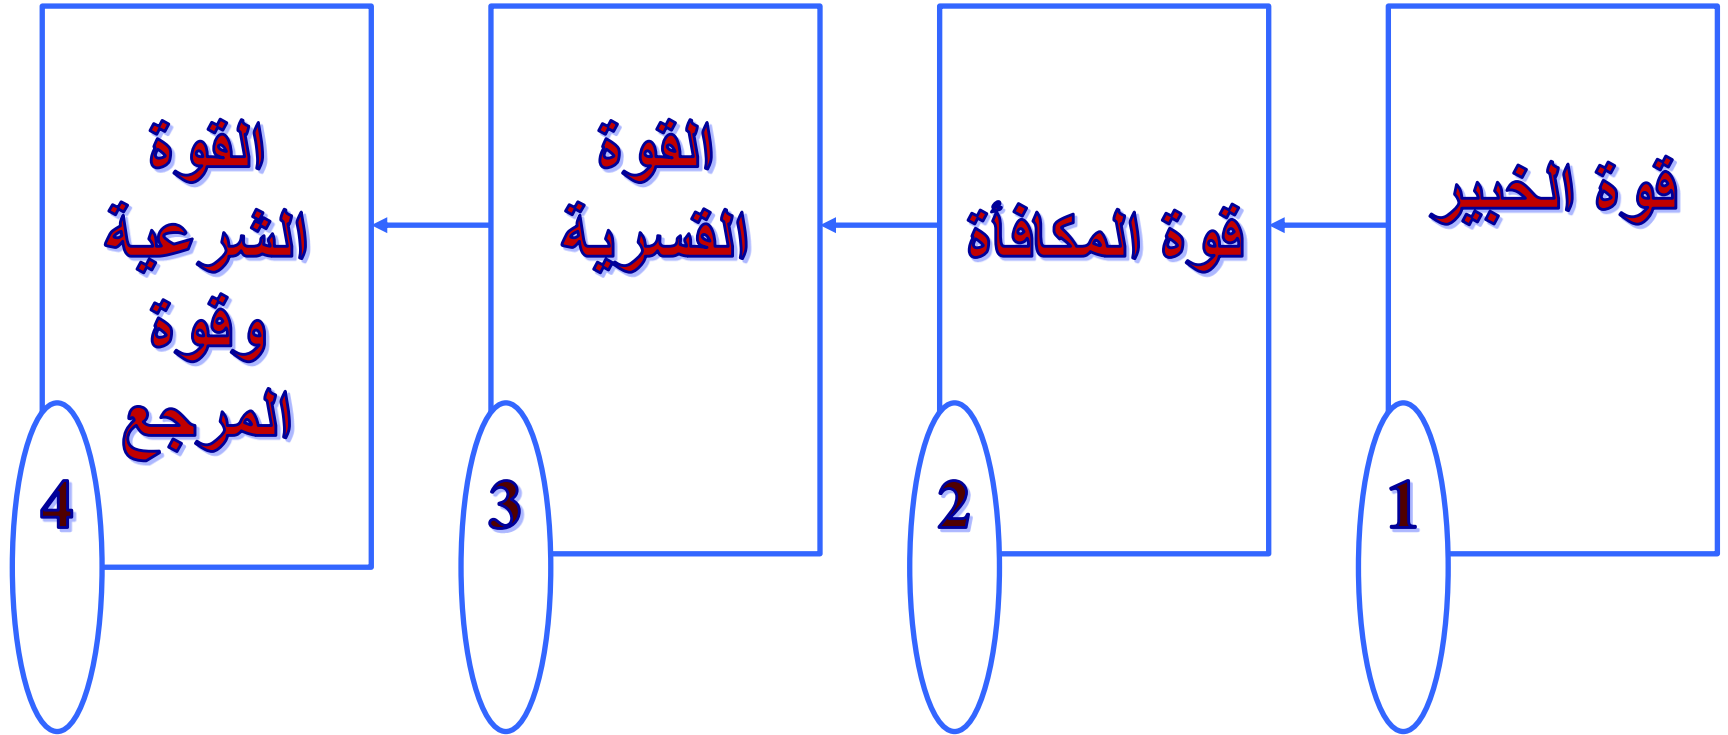 قوة الخبير
1
قوة المكافأة
2
القوة
القسرية
3
القوة
الشرعية
وقوة
المرجع
4